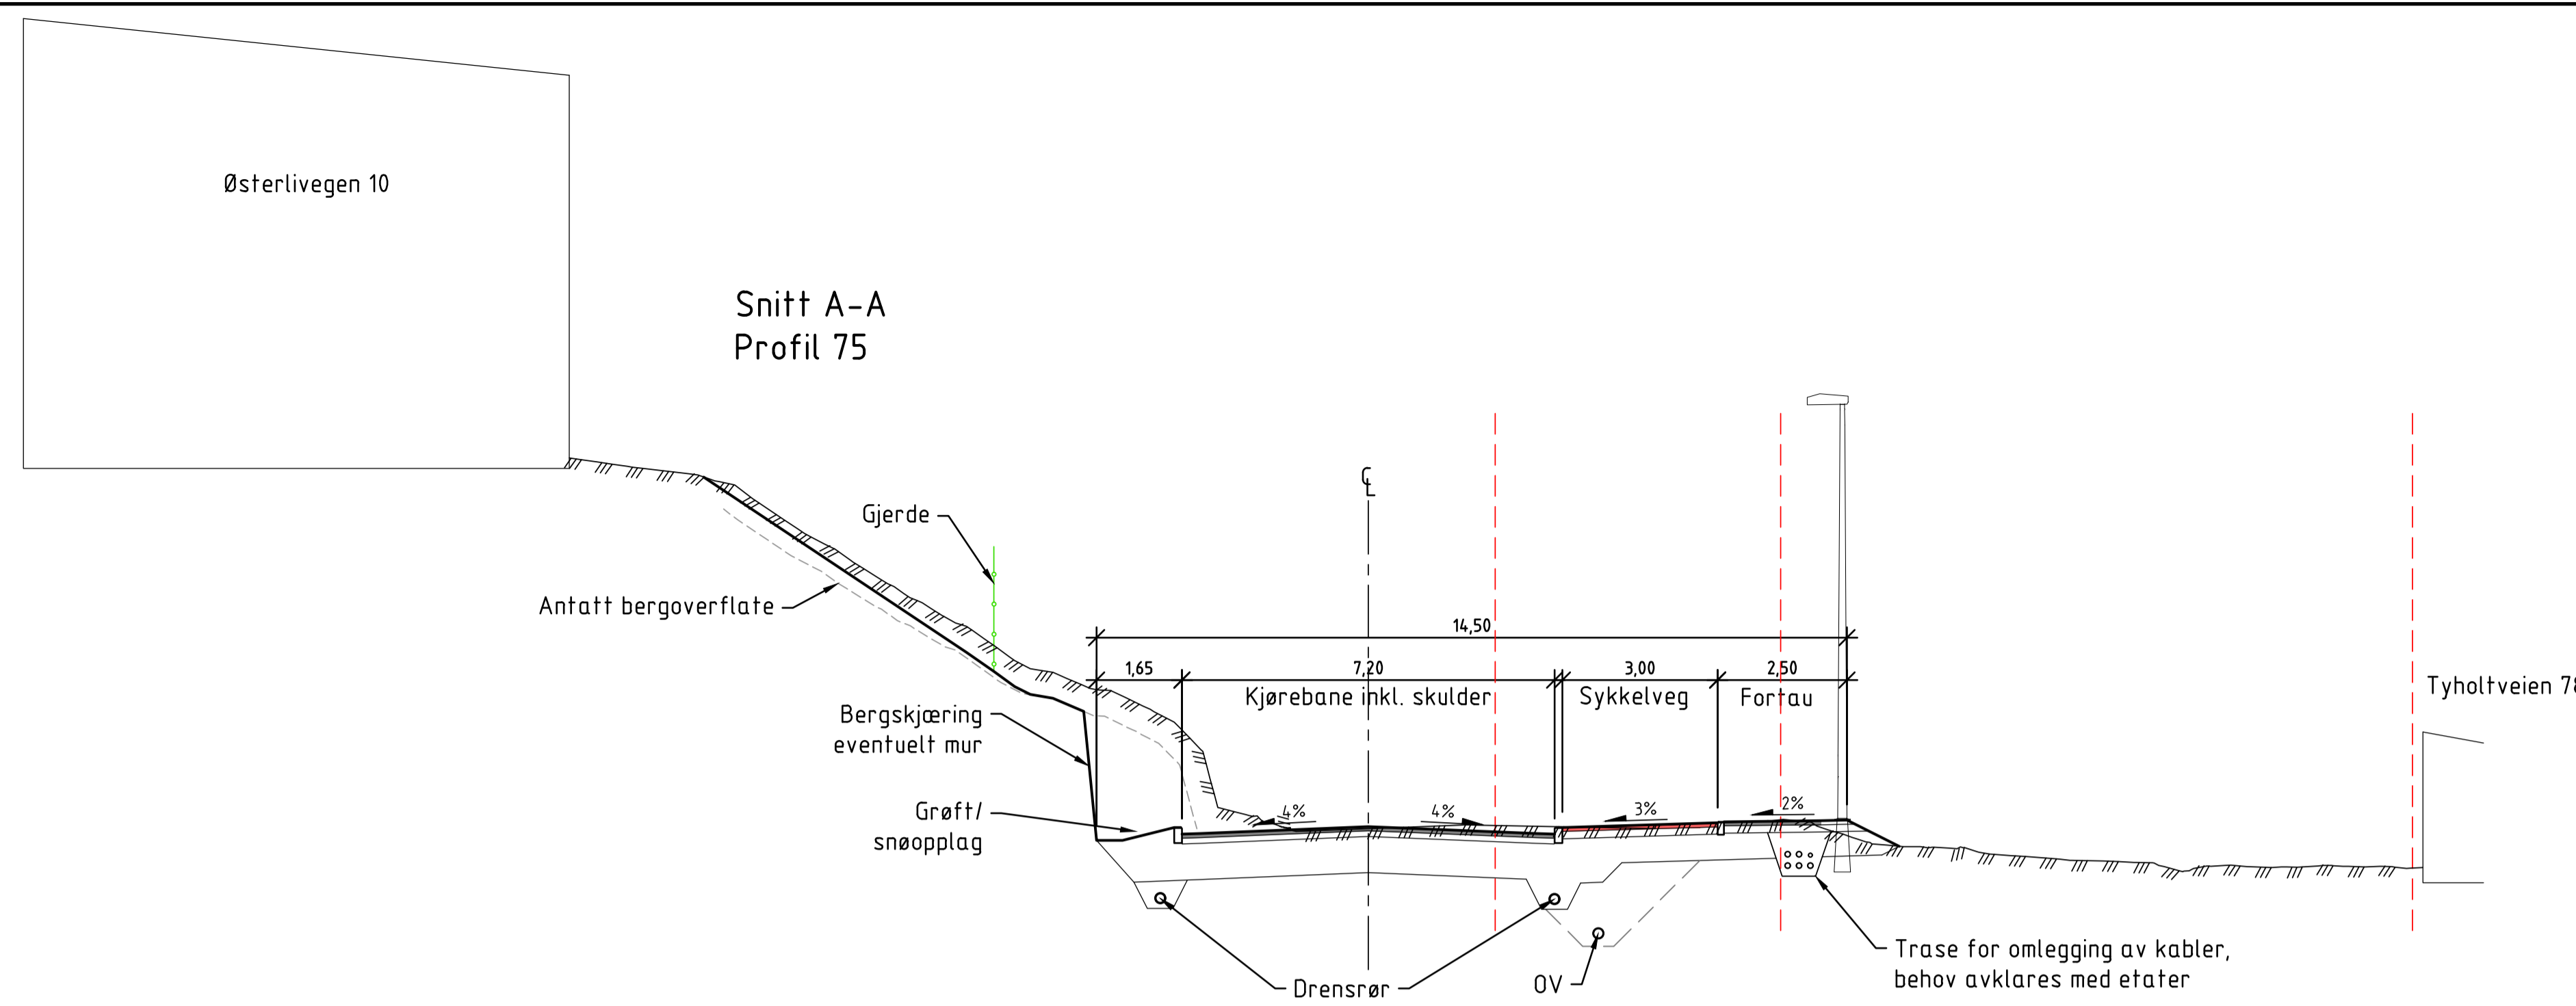 Østerlivegen 10
Snitt A-A
Profil 75
Gjerde
Antatt bergoverflate
14,50
1,65
7,20
3,00
2,50
Kjørebane inkl. skulder
Sykkelveg
Fortau
Tyholtveien 78
Bergskjæring
eventuelt mur
Grøft/
snøopplag
4%
4%
3%
2%
Drensrør
OV
Trase for omlegging av kabler,
behov avklares med etater